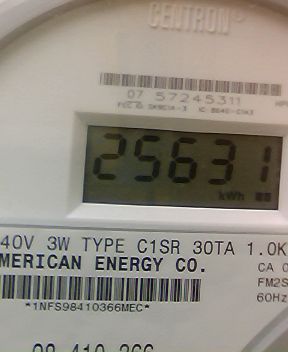 CENTRON
07 57245311
25631
kWh
40V 3W TYPE C1SR 30TA 1.0K
MERICAN ENERGY CO.
CA 0
FM2S
60Hz
*1NFS98410366MEC*